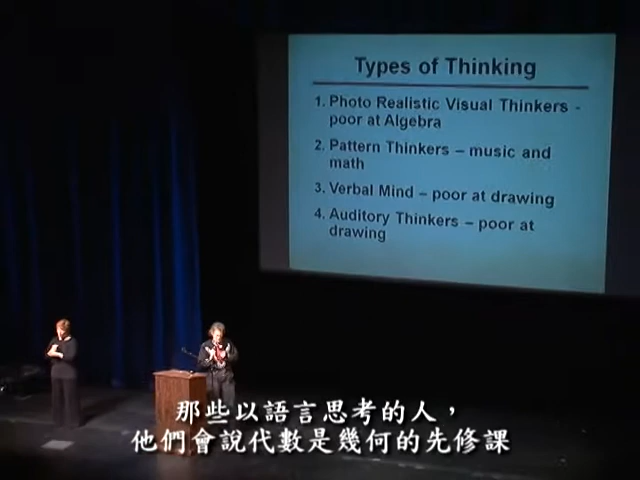 Types of Thinking
1. Photo Realistic Visual Thinkers -
poor at Algebra
2. Pattern Thinkers – music and
math
3. Verbal Mind – poor at drawing
4. Auditory Thinkers – poor at
drawing
那些以語言思考的人，
他們會說代數是幾何的先修課